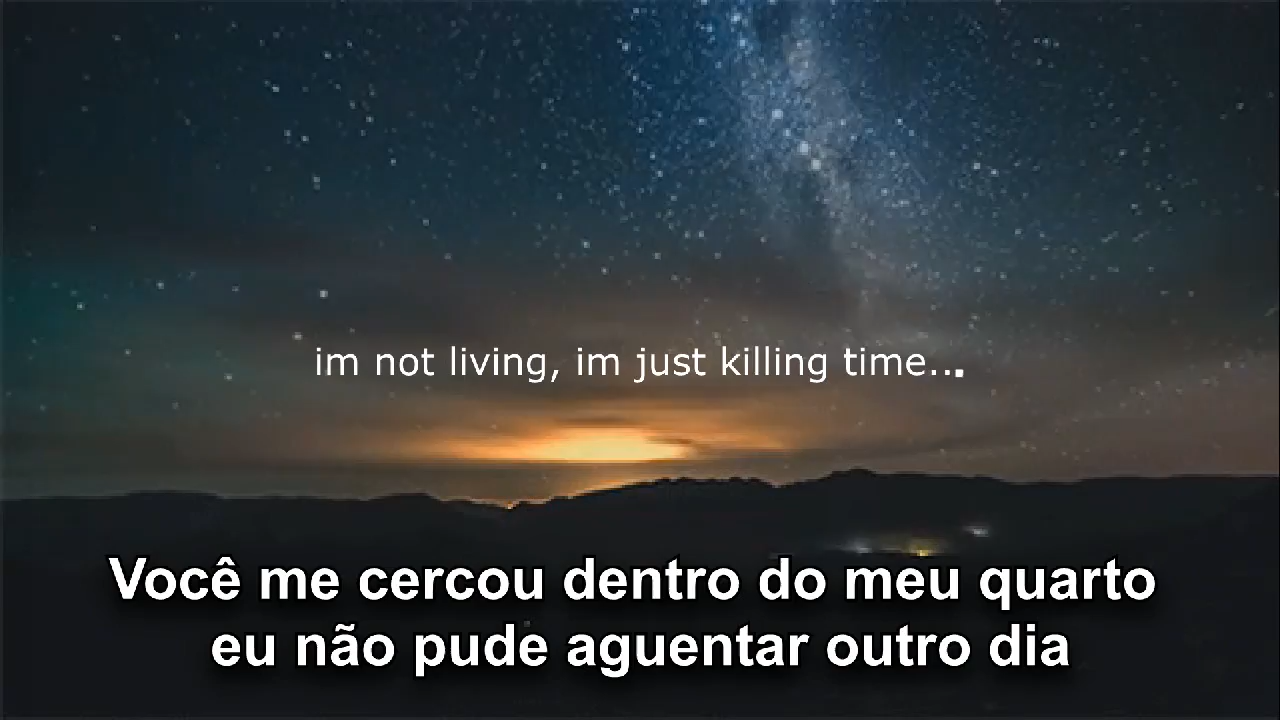 im not living, im just killing time...
Você me cercou dentro do meu quarto
eu não pude aguentar outro dia